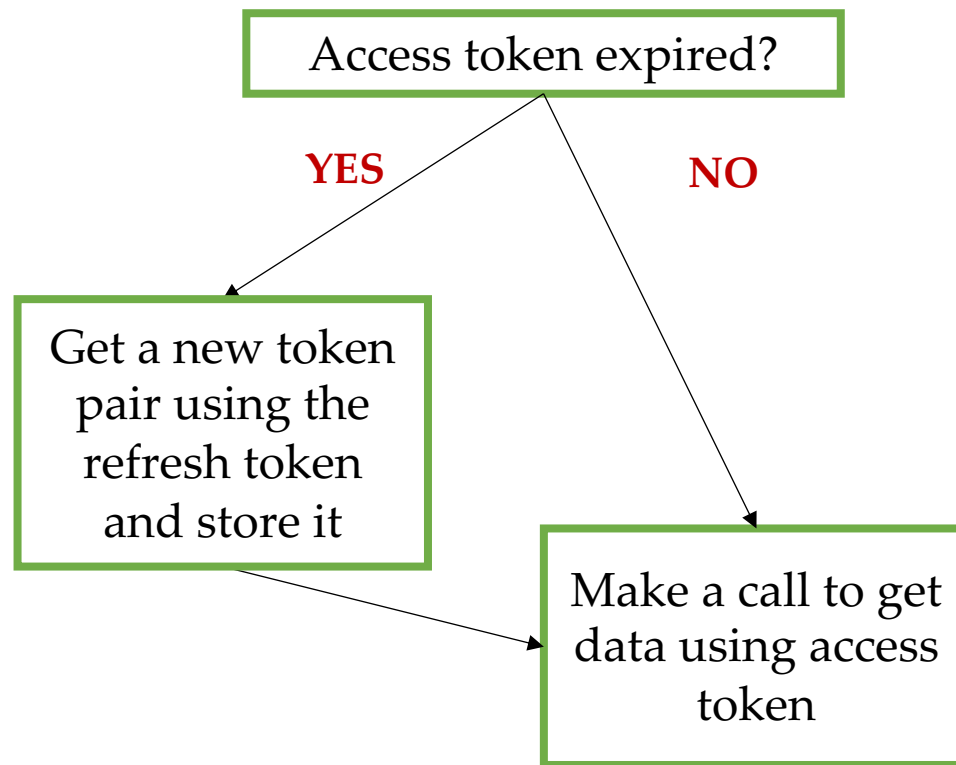 Access token expired?
YES
NO
Get a new token
pair using the
refresh token
and store it
Make a call to get
data using access
token